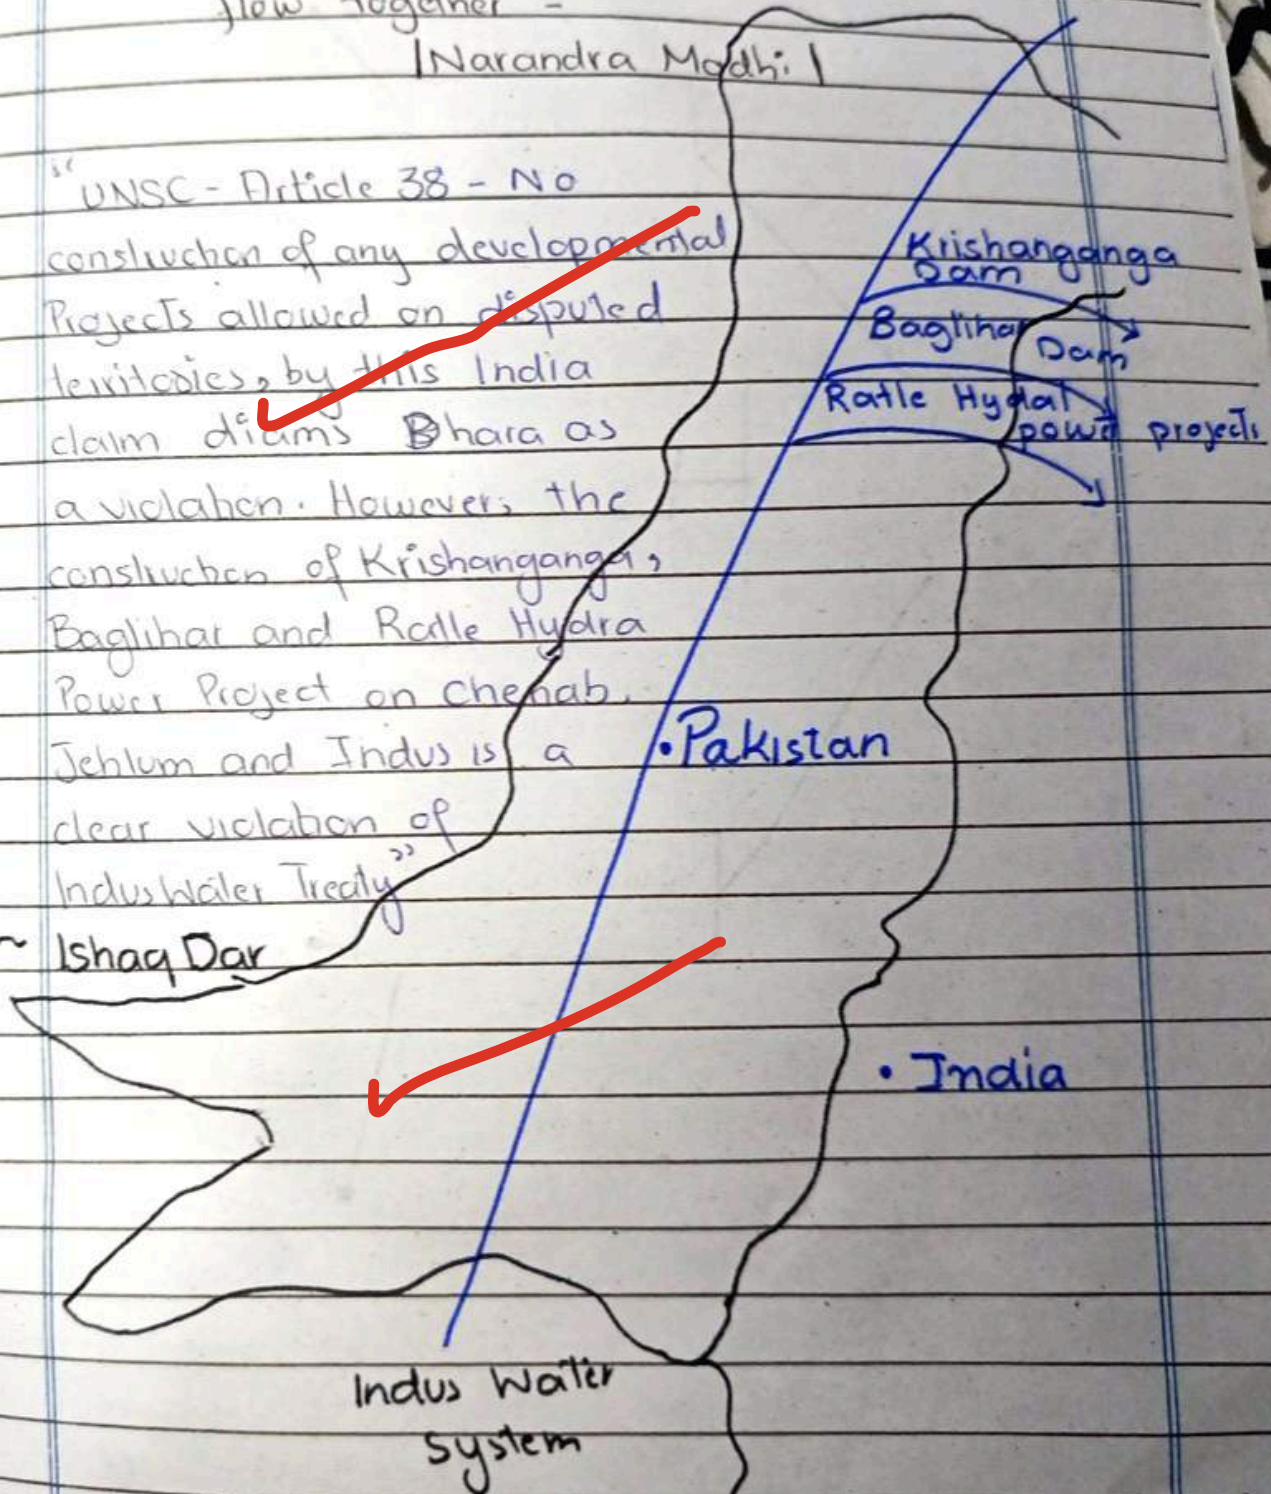 flow together -
|Narandra Modhi|
"UNSC - Article 38 - No
construction of any developmental
Projects allowed on disputed
territories, by this India
claim diams Bhara as
a violation. However, the
construction of Krishanganga,
Baglihar and Ratle Hydra
Power Project on Chenab,
Jehlum and Indus is a
clear violation of
Indus Water Treaty"
~ Ishaq Dar
Krishanganga
Dam
Baglihar Dam
Ratle Hydal
powr projects
• Pakistan
• India
Indus Water
System